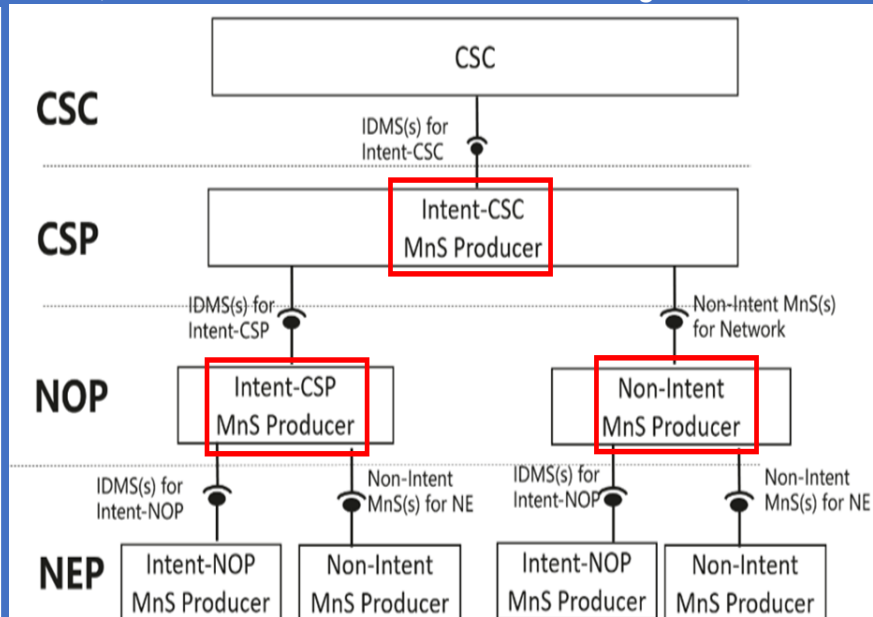 CSC
CSC
IDMS(s) for
Intent-CSC
CSP
Intent-CSC
MnS Producer
IDMS(s) for
Intent-CSP
Non-Intent MnS(s)
for Network
NOP
Intent-CSP
MnS Producer
Non-Intent
MnS Producer
IDMS(s) for
Intent-NOP
Non-Intent
MnS(s) for NE
IDMS(s) for
Intent-NOP
Non-Intent
MnS(s) for NE
NEP
Intent-NOP
MnS Producer
Non-Intent
MnS Producer
Intent-NOP
MnS Producer
Non-Intent
MnS Producer